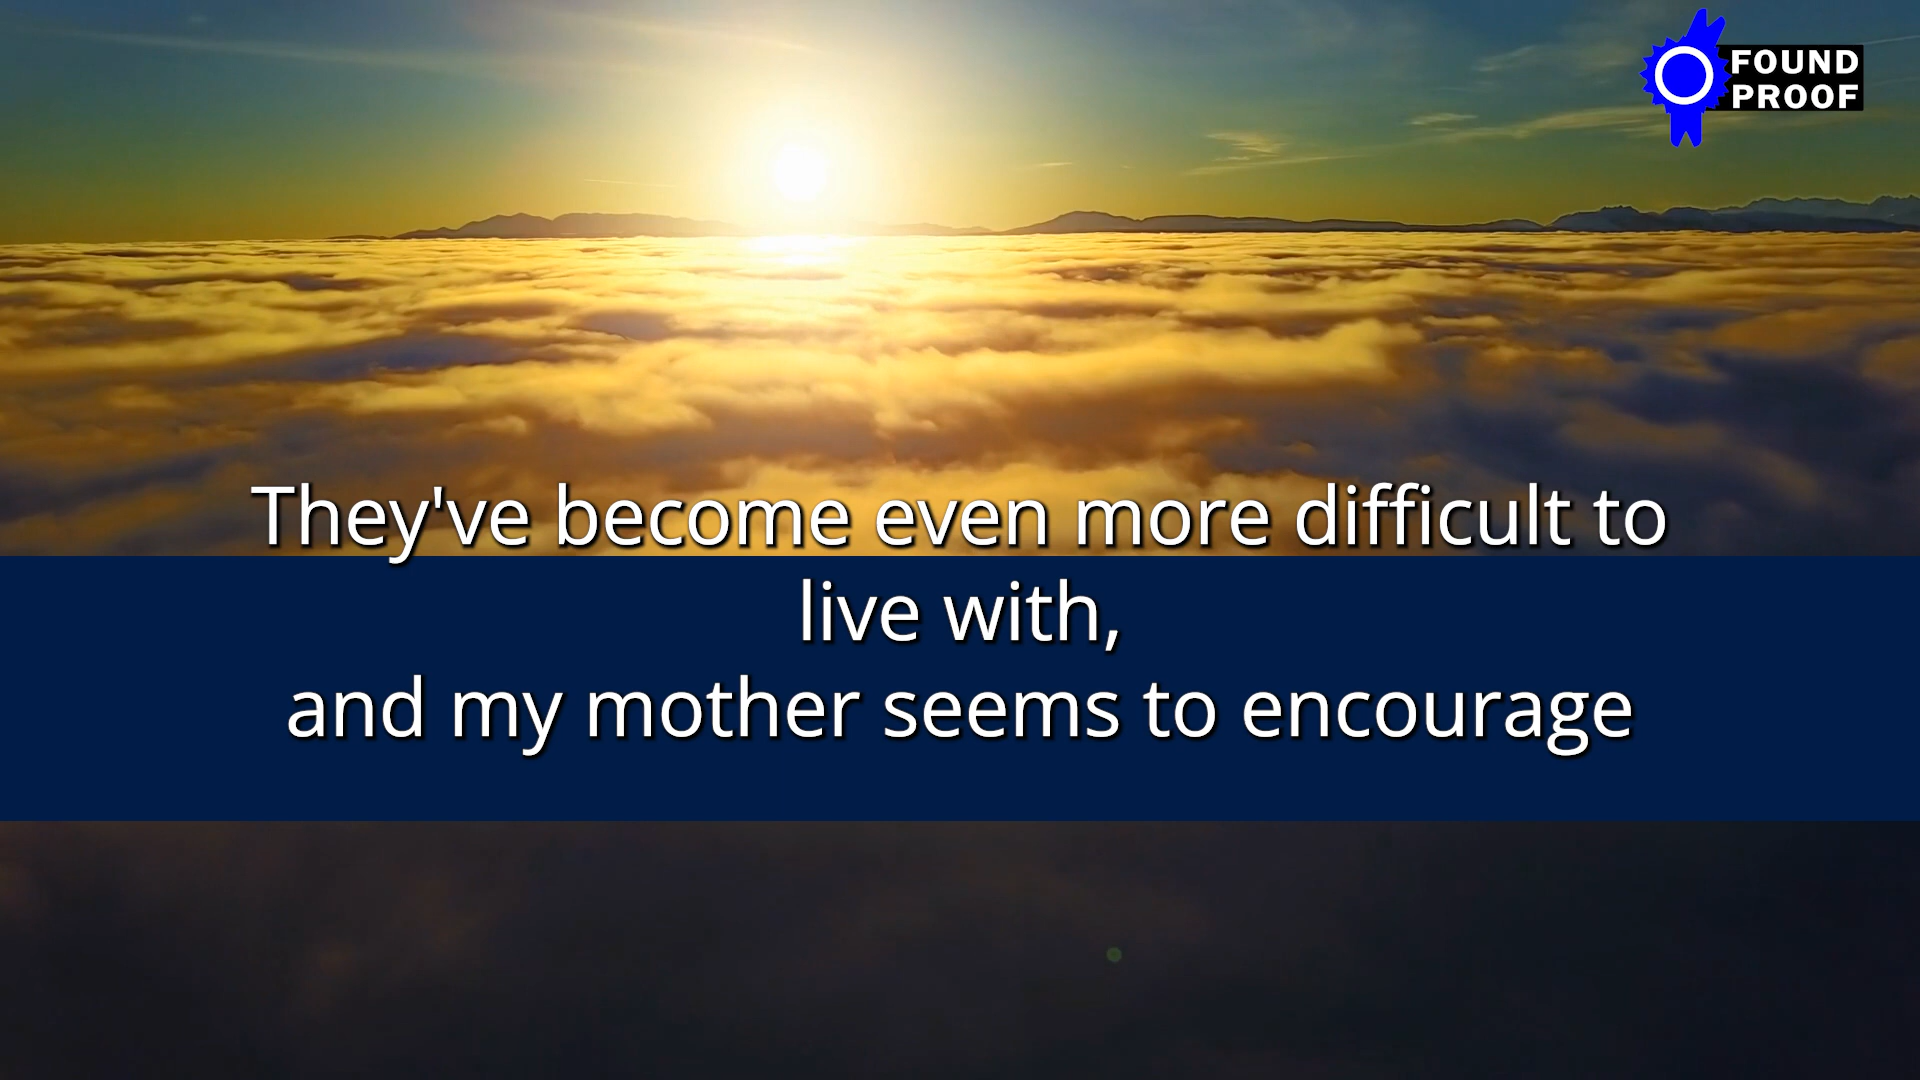 FOUND
PROOF
They've become even more difficult to
live with,
and my mother seems to encourage